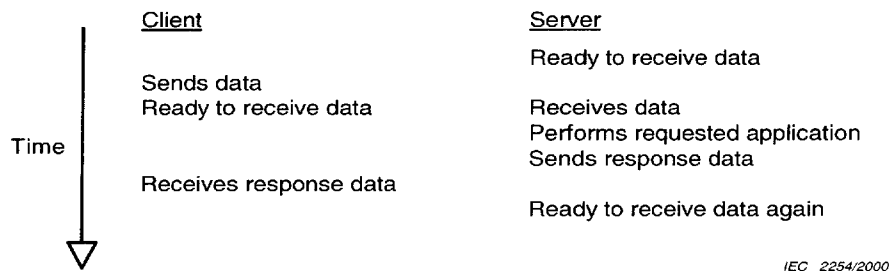 Client
Server
Ready to receive data
Sends data
Ready to receive data
Receives data
Performs requested application
Time
Sends response data
Receives response data
Ready to receive data again
IEC 2254/2000